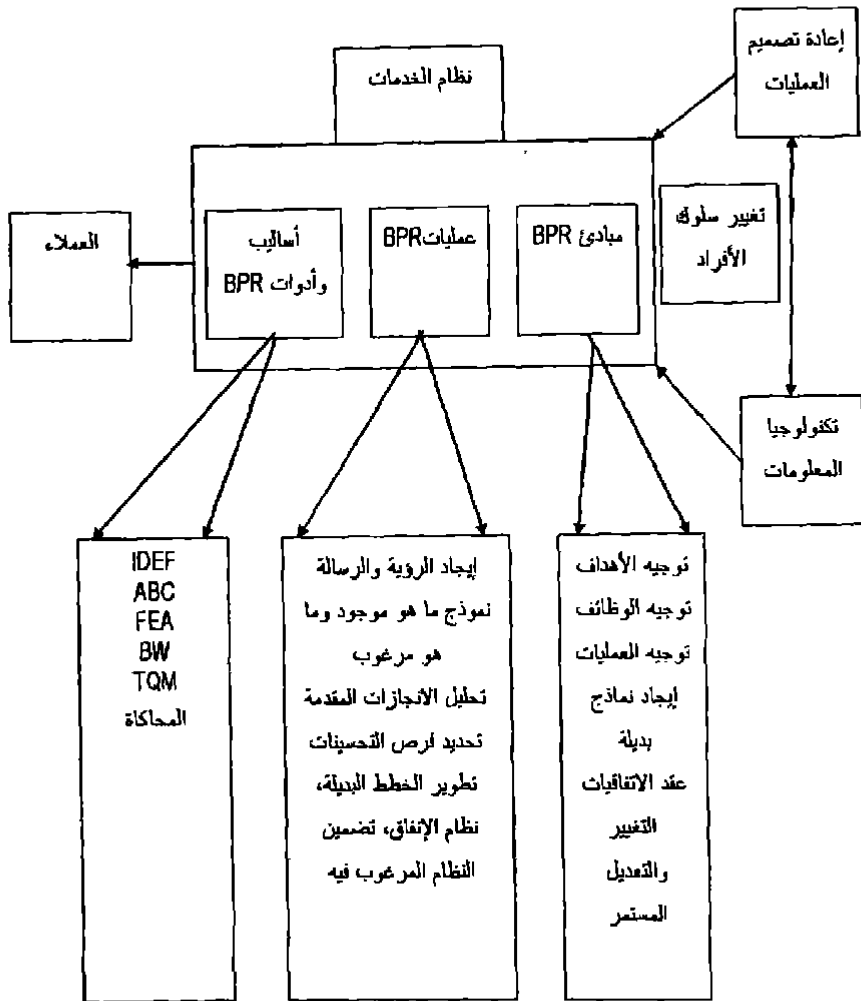 إعادة تصميم
العمليات
نظام الخدمات
تغيير سلوك
الأفراد
مبادئ BPR
عمليات BPR
أساليب
وأدوات BPR
العملاء
تكنولوجيا
المعلومات
توجيه الأهداف
توجيه الوظائف
توجيه العمليات
إيجاد نماذج
بديلة
عقد الاتفاقيات
التغيير
والتعديل
المستمر
إيجاد الرؤية والرسالة
نموذج ما هو موجود وما
هو مرغوب
تحليل الانجازات المقدمة
تحديد فرص التحسينات
تطوير الخطط البديلة،
نظام الإنفاق، تضمين
النظام المرغوب فيه
IDEF
ABC
FEA
BW
TQM
المحاكاة